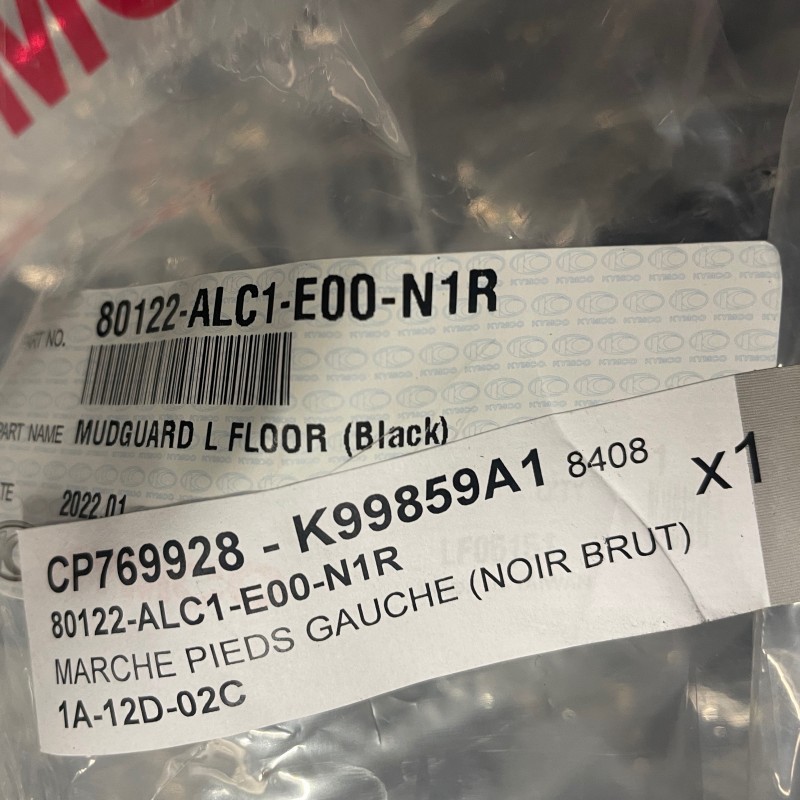 MCO
PART NO. 80122-ALC1-E00-N1R
PART NAME MUDGUARD L FLOOR (Black)
2022.01
CP769928 - K99859A1 8408 x1
80122-ALC1-E00-N1R
MARCHE PIEDS GAUCHE (NOIR BRUT)
1A-12D-02C